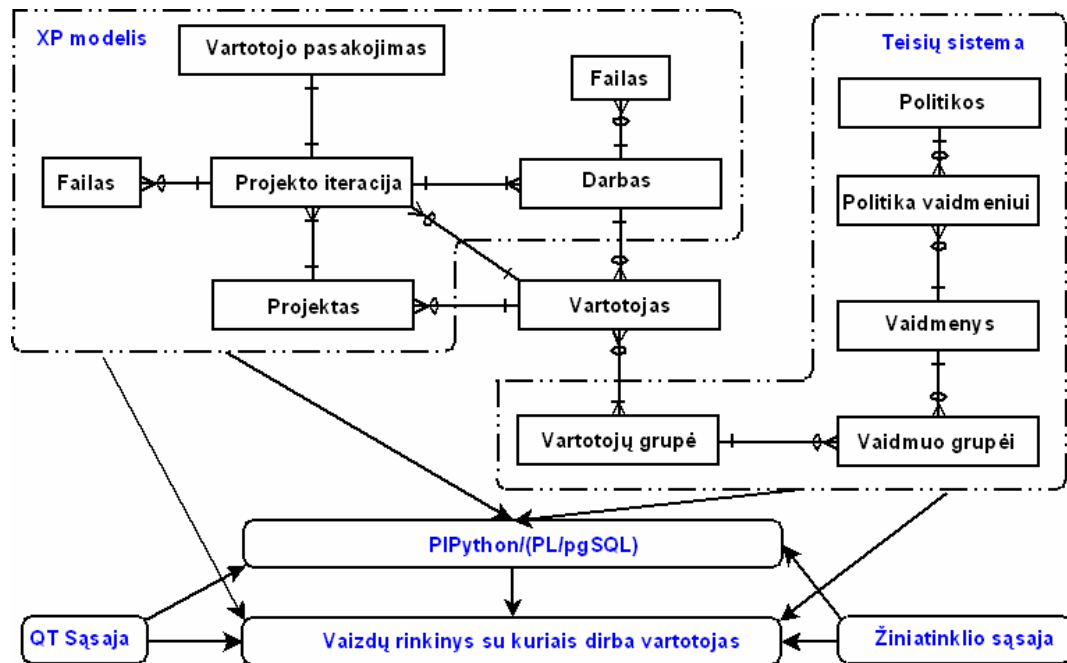 XP modelis
Vartotojo pasakojimas
Teisių sistema
Failas
Politikos
Failas
Projekto iteracija
Darbas
Politika vaidmeniui
Projektas
Vartotojas
Vaidmenys
Vartotojų grupė
Vaidmuo grupėi
PlPython/(PL/pgSQL)
QT Sąsaja
Vaizdų rinkinys su kuriais dirba vartotojas
Žiniatinklio sąsaja